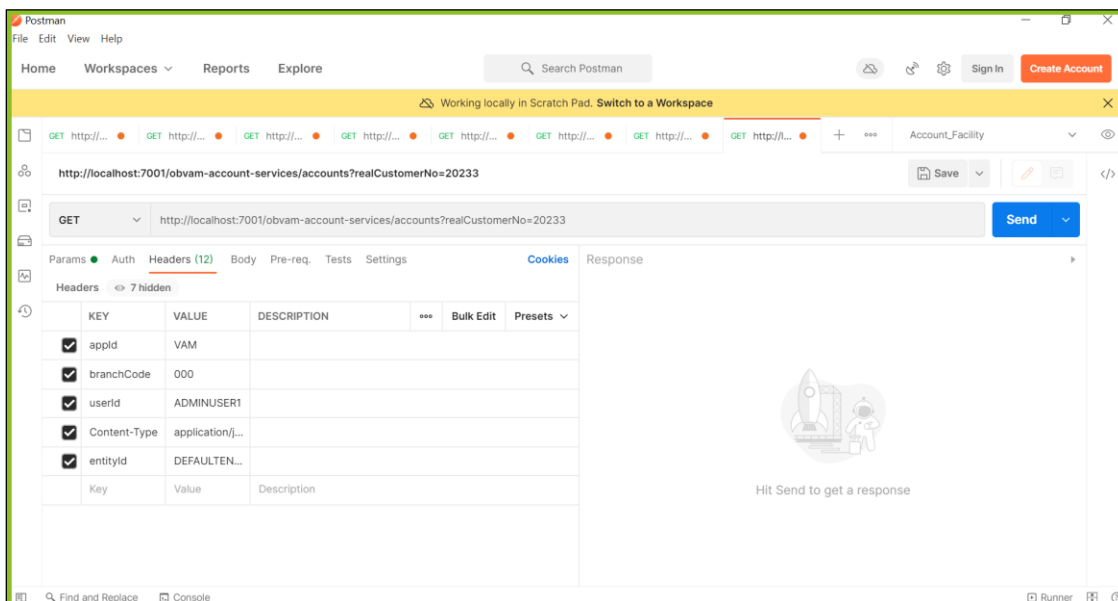 Postman
File Edit View Help
Home Workspaces Reports Explore Search Postman Sign In Create Account
Working locally in Scratch Pad. Switch to a Workspace
GET http://... GET http://... GET http://... GET http://... GET http://... GET http://... GET http://... GET http://l... Account_Facility
http://localhost:7001/obvam-account-services/accounts?realCustomerNo=20233 Save
GET http://localhost:7001/obvam-account-services/accounts?realCustomerNo=20233 Send
Params Auth Headers (12) Body Pre-req. Tests Settings Cookies Response
Headers 7 hidden
KEY VALUE DESCRIPTION Bulk Edit Presets
appId VAM
branchCode 000
userId ADMINUSER1
Content-Type application/j...
entityId DEFAULTEN...
Key Value Description
Hit Send to get a response
Find and Replace Console Runner